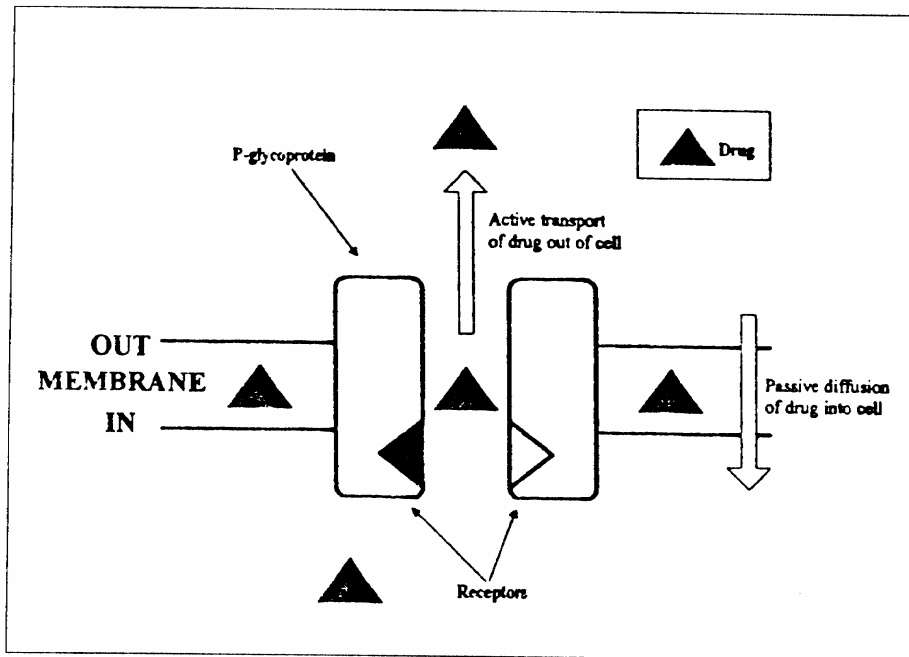 P-glycoprotein
Drug
Active transport
of drug out of cell
OUT
MEMBRANE
IN
Passive diffusion
of drug into cell
Receptors